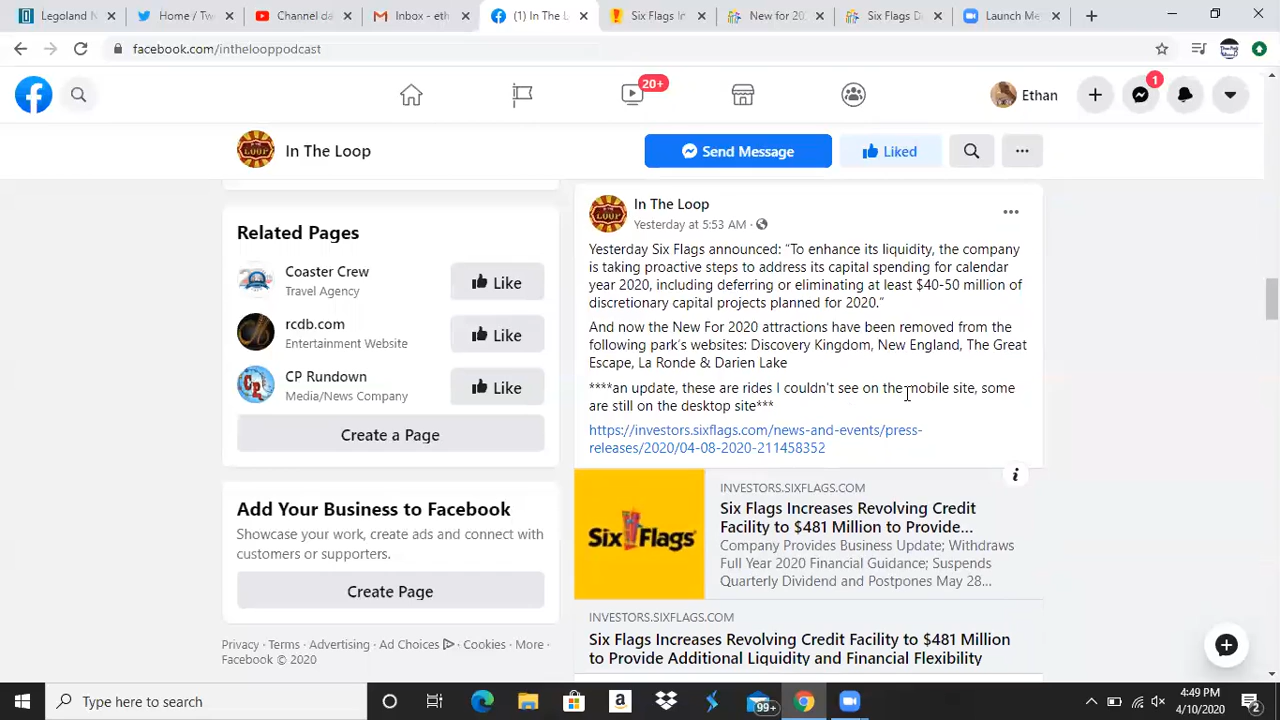 Legoland N
Home / Tw
Channel da
Inbox - eth
(1) In The L
Six Flags In
New for 20
Six Flags D
Launch Me
facebook.com/inthelooppodcast
20+
Ethan
1
LOOP
In The Loop
Send Message
Liked
Related Pages
Coaster Crew
Travel Agency
Like
rcdb.com
Entertainment Website
Like
CP
CP Rundown
Media/News Company
Like
Create a Page
Add Your Business to Facebook
Showcase your work, create ads and connect with
customers or supporters.
Create Page
Privacy · Terms · Advertising · Ad Choices · Cookies · More ·
Facebook © 2020
LOOP
In The Loop
Yesterday at 5:53 AM ·
Yesterday Six Flags announced: "To enhance its liquidity, the company
is taking proactive steps to address its capital spending for calendar
year 2020, including deferring or eliminating at least $40-50 million of
discretionary capital projects planned for 2020."
And now the New For 2020 attractions have been removed from the
following park's websites: Discovery Kingdom, New England, The Great
Escape, La Ronde & Darien Lake
****an update, these are rides I couldn't see on the mobile site, some
are still on the desktop site***
https://investors.sixflags.com/news-and-events/press-
releases/2020/04-08-2020-211458352
Six Flags
INVESTORS.SIXFLAGS.COM
Six Flags Increases Revolving Credit
Facility to $481 Million to Provide...
Company Provides Business Update; Withdraws
Full Year 2020 Financial Guidance; Suspends
Quarterly Dividend and Postpones May 28...
INVESTORS.SIXFLAGS.COM
Six Flags Increases Revolving Credit Facility to $481 Million
to Provide Additional Liquidity and Financial Flexibility
Type here to search
99+
4:49 PM
4/10/2020
2